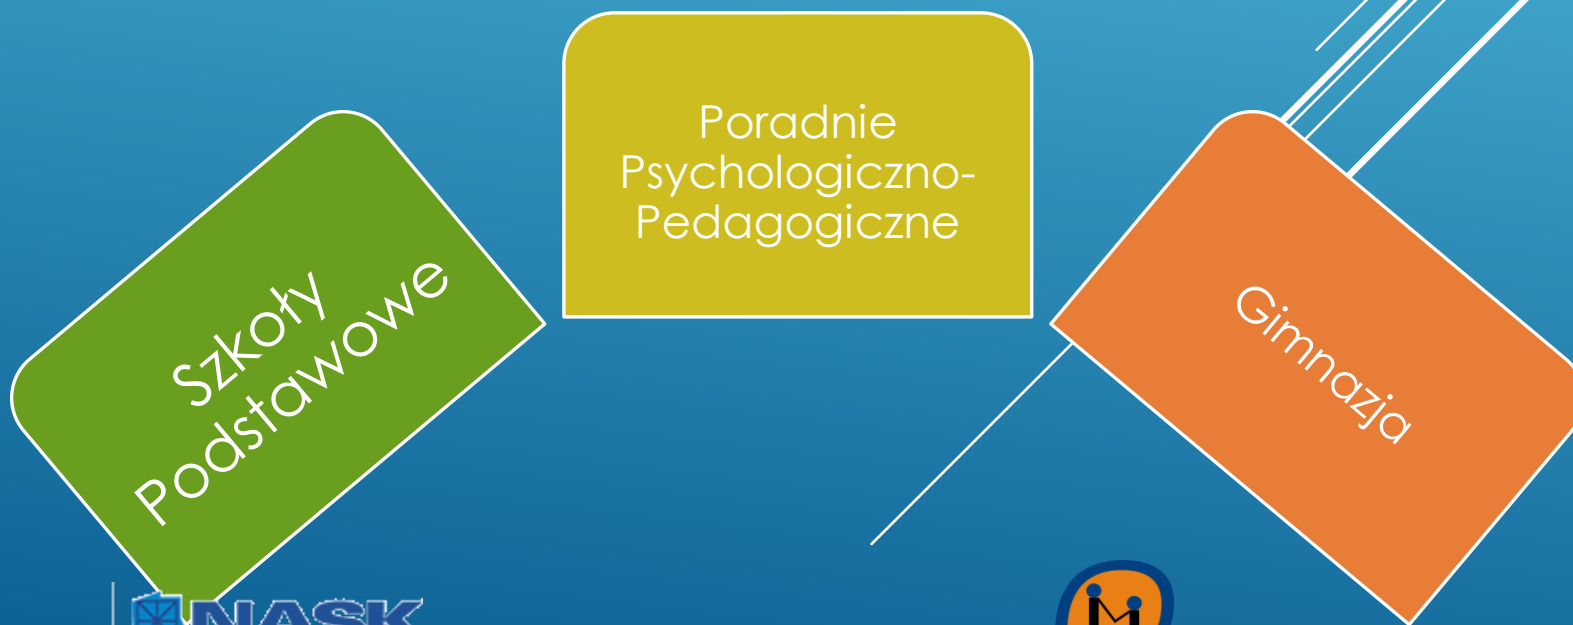 Szkoły
Podstawowe
Poradnie
Psychologiczno-
Pedagogiczne
Gimnazja
NASK